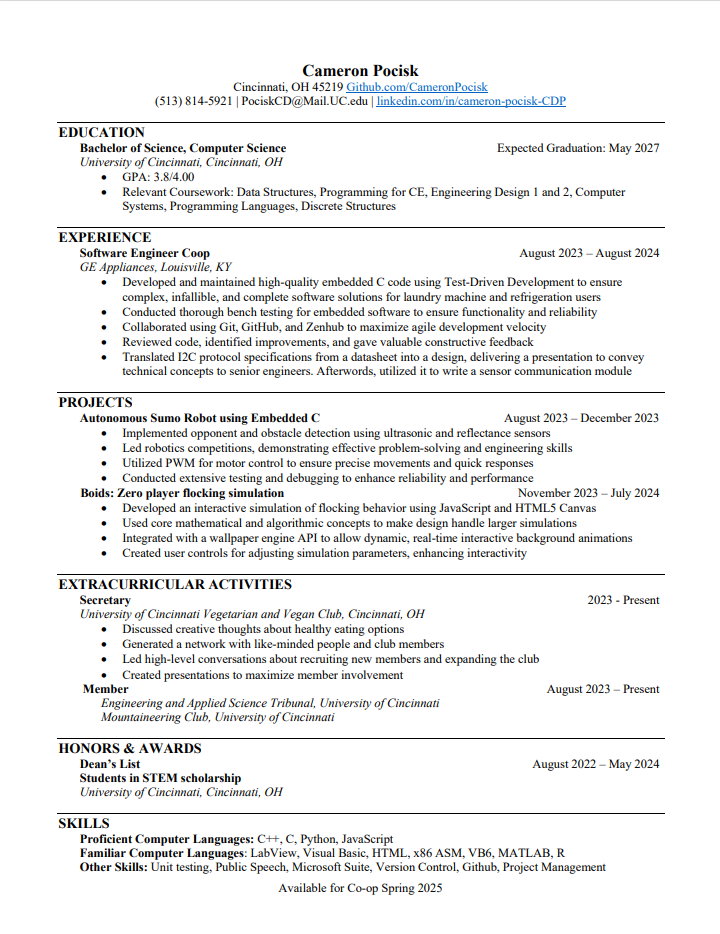 Cameron Pocisk
Cincinnati, OH 45219 Github.com/CameronPocisk
(513) 814-5921 | PociskCD@Mail.UC.edu | linkedin.com/in/cameron-pocisk-CDP
EDUCATION
Bachelor of Science, Computer Science Expected Graduation: May 2027
University of Cincinnati, Cincinnati, OH
• GPA: 3.8/4.00
• Relevant Coursework: Data Structures, Programming for CE, Engineering Design 1 and 2, Computer
Systems, Programming Languages, Discrete Structures
EXPERIENCE
Software Engineer Coop August 2023 – August 2024
GE Appliances, Louisville, KY
• Developed and maintained high-quality embedded C code using Test-Driven Development to ensure
complex, infallible, and complete software solutions for laundry machine and refrigeration users
• Conducted thorough bench testing for embedded software to ensure functionality and reliability
• Collaborated using Git, GitHub, and Zenhub to maximize agile development velocity
• Reviewed code, identified improvements, and gave valuable constructive feedback
• Translated I2C protocol specifications from a datasheet into a design, delivering a presentation to convey
technical concepts to senior engineers. Afterwords, utilized it to write a sensor communication module
PROJECTS
Autonomous Sumo Robot using Embedded C August 2023 – December 2023
• Implemented opponent and obstacle detection using ultrasonic and reflectance sensors
• Led robotics competitions, demonstrating effective problem-solving and engineering skills
• Utilized PWM for motor control to ensure precise movements and quick responses
• Conducted extensive testing and debugging to enhance reliability and performance
Boids: Zero player flocking simulation November 2023 – July 2024
• Developed an interactive simulation of flocking behavior using JavaScript and HTML5 Canvas
• Used core mathematical and algorithmic concepts to make design handle larger simulations
• Integrated with a wallpaper engine API to allow dynamic, real-time interactive background animations
• Created user controls for adjusting simulation parameters, enhancing interactivity
EXTRACURRICULAR ACTIVITIES
Secretary 2023 - Present
University of Cincinnati Vegetarian and Vegan Club, Cincinnati, OH
• Discussed creative thoughts about healthy eating options
• Generated a network with like-minded people and club members
• Led high-level conversations about recruiting new members and expanding the club
• Created presentations to maximize member involvement
Member August 2023 – Present
Engineering and Applied Science Tribunal, University of Cincinnati
Mountaineering Club, University of Cincinnati
HONORS & AWARDS
Dean’s List August 2022 – May 2024
Students in STEM scholarship
University of Cincinnati, Cincinnati, OH
SKILLS
Proficient Computer Languages: C++, C, Python, JavaScript
Familiar Computer Languages: LabView, Visual Basic, HTML, x86 ASM, VB6, MATLAB, R
Other Skills: Unit testing, Public Speech, Microsoft Suite, Version Control, Github, Project Management
Available for Co-op Spring 2025